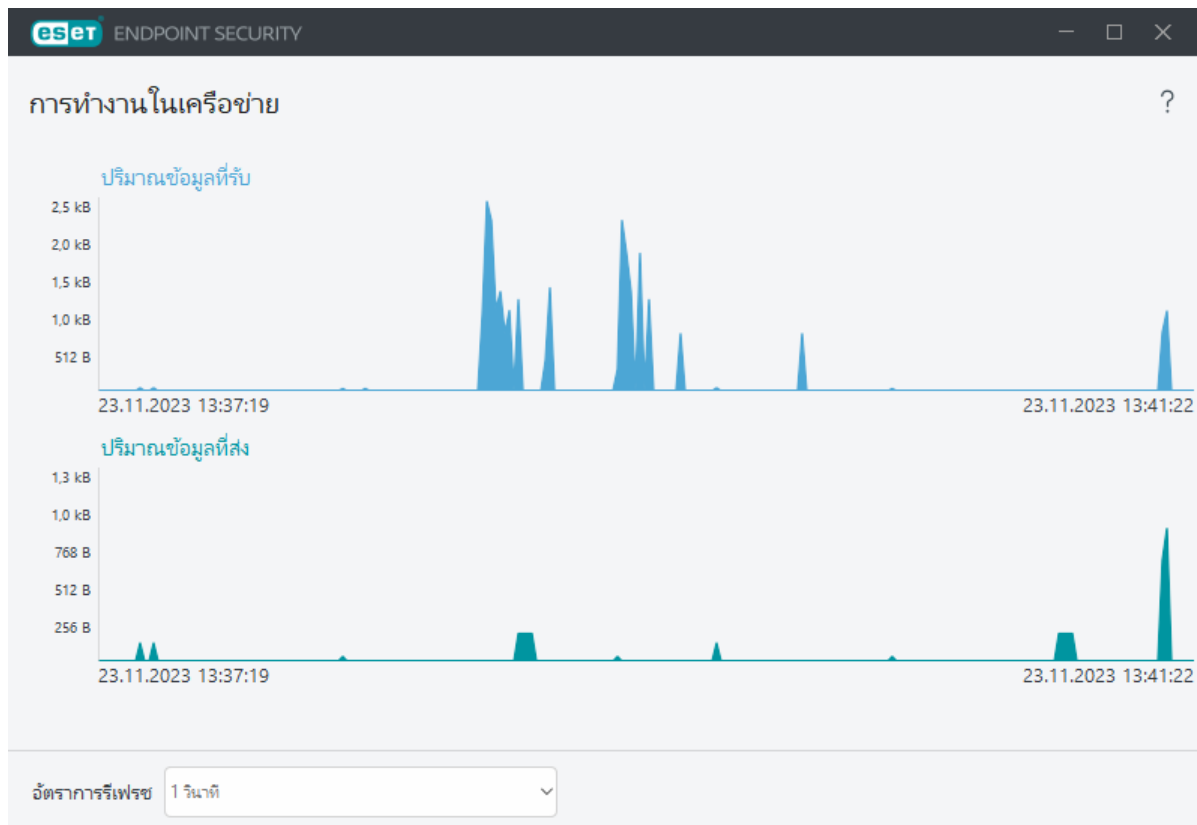 eset ENDPOINT SECURITY
การทำงานในเครือข่าย
?
ปริมาณข้อมูลที่รับ
2,5 kB
2,0 kB
1,5 kB
1,0 kB
512 B
23.11.2023 13:37:19 23.11.2023 13:41:22
ปริมาณข้อมูลที่ส่ง
1,3 kB
1,0 kB
768 B
512 B
256 B
23.11.2023 13:37:19 23.11.2023 13:41:22
อัตราการรีเฟรช 1 วินาที